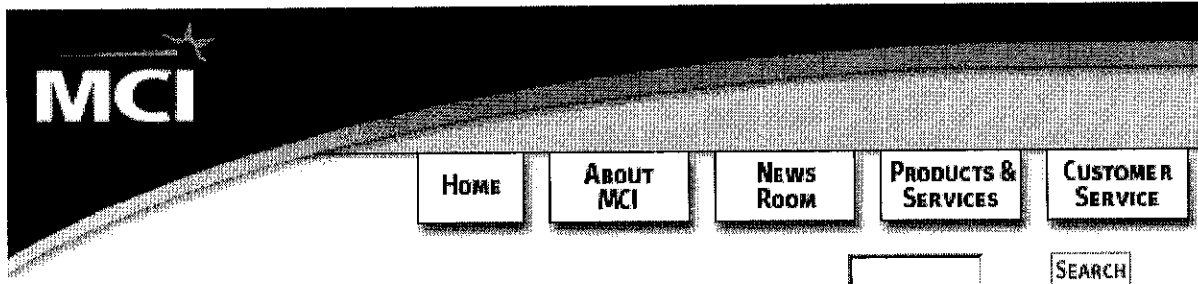 MCI
HOME
ABOUT
MCI
NEWS
ROOM
PRODUCTS &
SERVICES
CUSTOMER
SERVICE
SEARCH